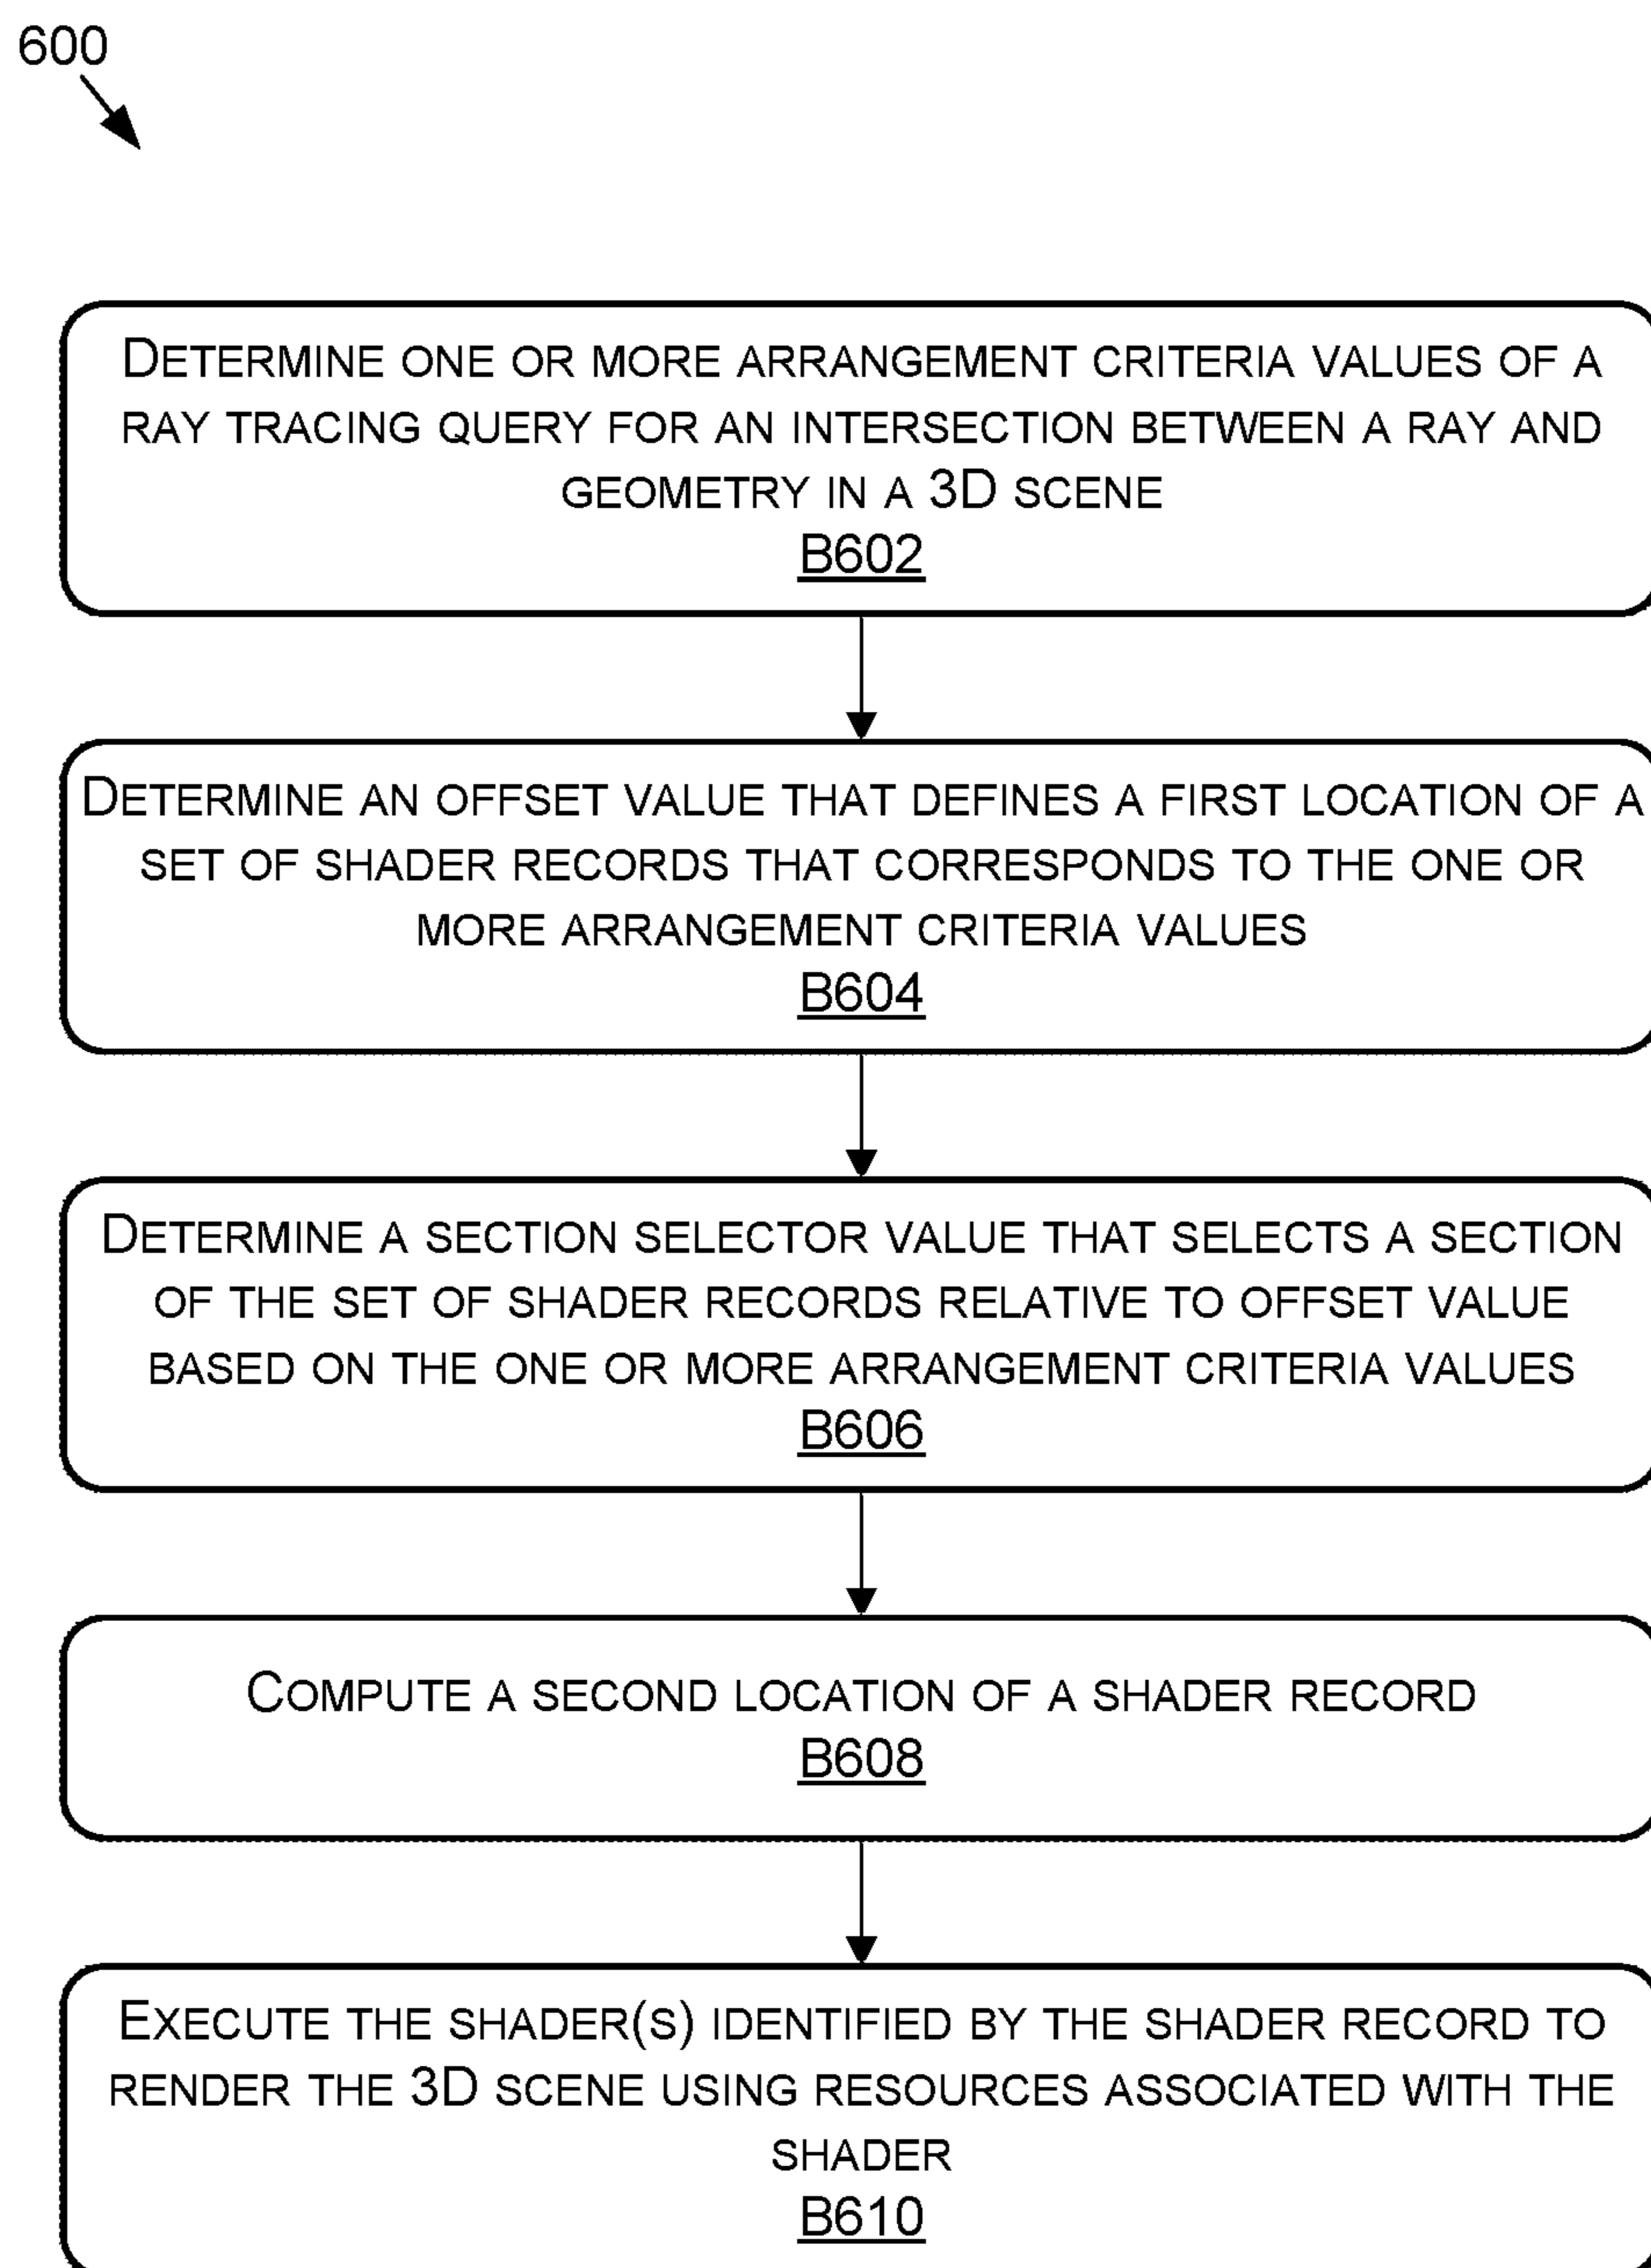 600
DETERMINE ONE OR MORE ARRANGEMENT CRITERIA VALUES OF A
RAY TRACING QUERY FOR AN INTERSECTION BETWEEN A RAY AND
GEOMETRY IN A 3D SCENE
B602
DETERMINE AN OFFSET VALUE THAT DEFINES A FIRST LOCATION OF A
SET OF SHADER RECORDS THAT CORRESPONDS TO THE ONE OR
MORE ARRANGEMENT CRITERIA VALUES
B604
DETERMINE A SECTION SELECTOR VALUE THAT SELECTS A SECTION
OF THE SET OF SHADER RECORDS RELATIVE TO OFFSET VALUE
BASED ON THE ONE OR MORE ARRANGEMENT CRITERIA VALUES
B606
COMPUTE A SECOND LOCATION OF A SHADER RECORD
B608
EXECUTE THE SHADER(S) IDENTIFIED BY THE SHADER RECORD TO
RENDER THE 3D SCENE USING RESOURCES ASSOCIATED WITH THE
SHADER
B610